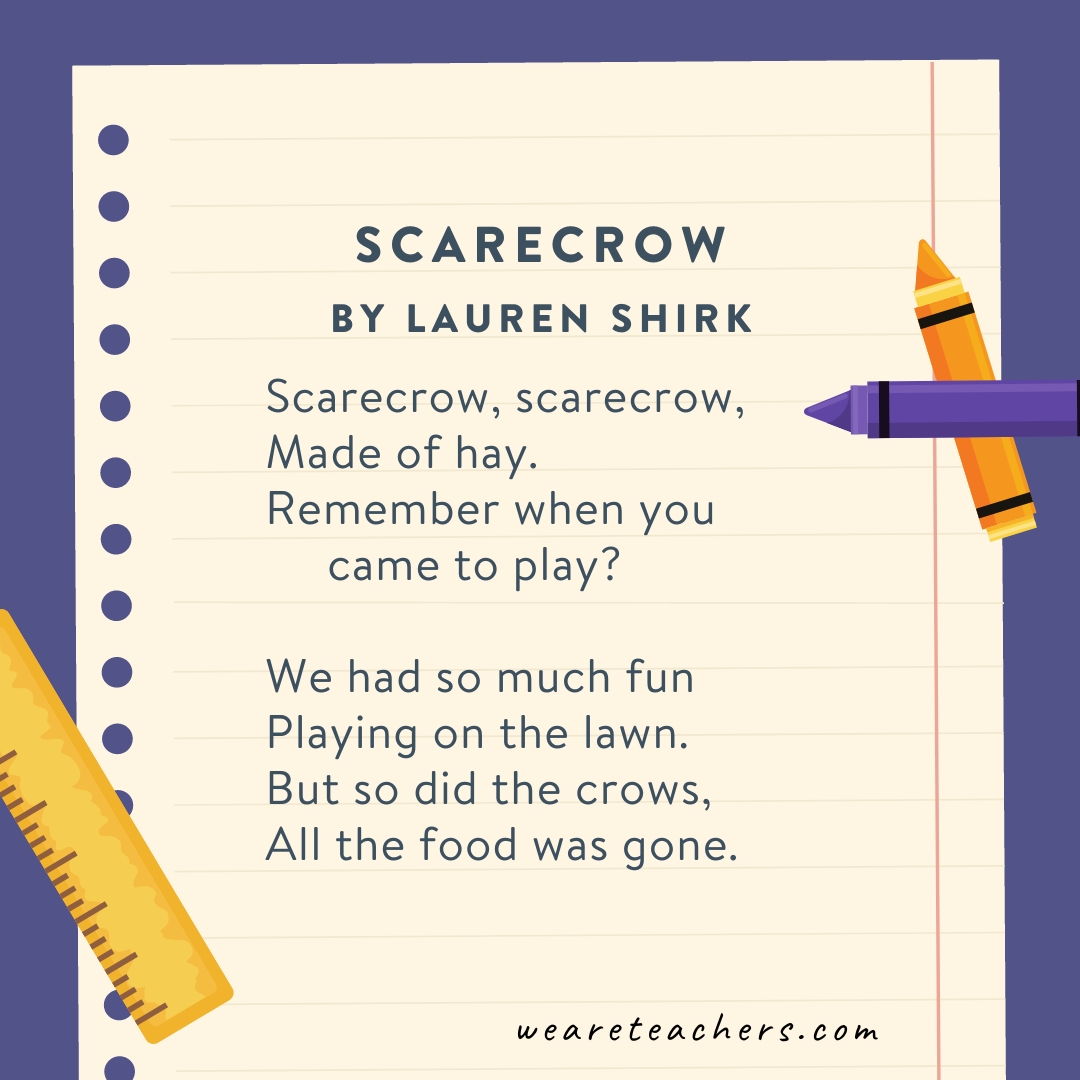 SCARECROW
BY LAUREN SHIRK
Scarecrow, scarecrow,
Made of hay.
Remember when you
came to play?
We had so much fun
Playing on the lawn.
But so did the crows,
All the food was gone.
weareteachers.com